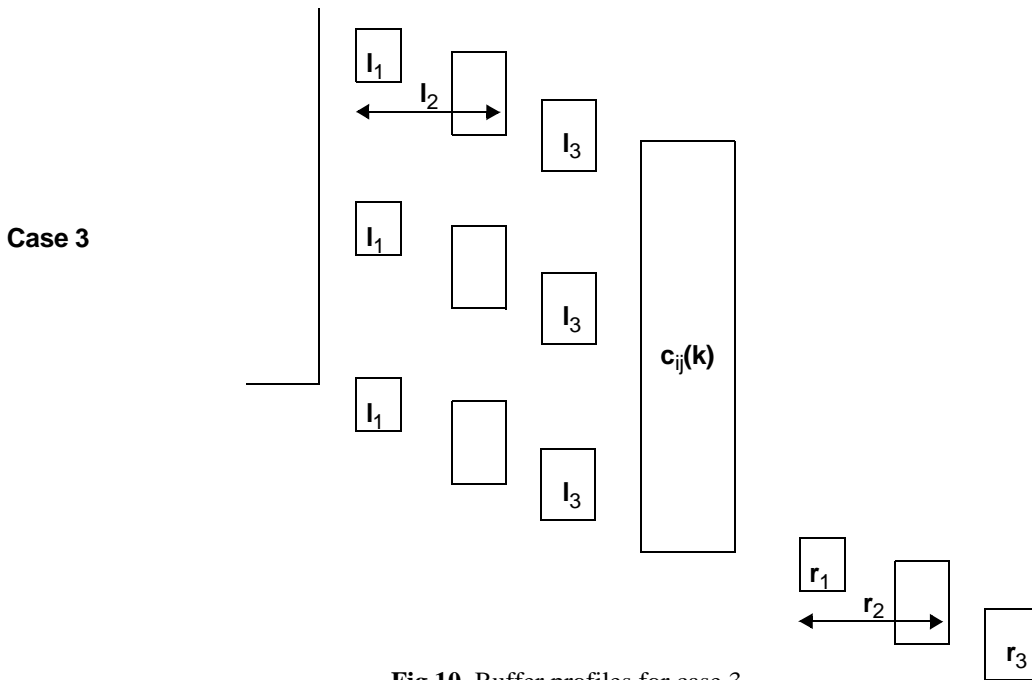 l1
l2
l3
Case 3
l1
l3
cij(k)
l1
l3
r1
r2
r3
Fig 10. Buffer profiles for case 3